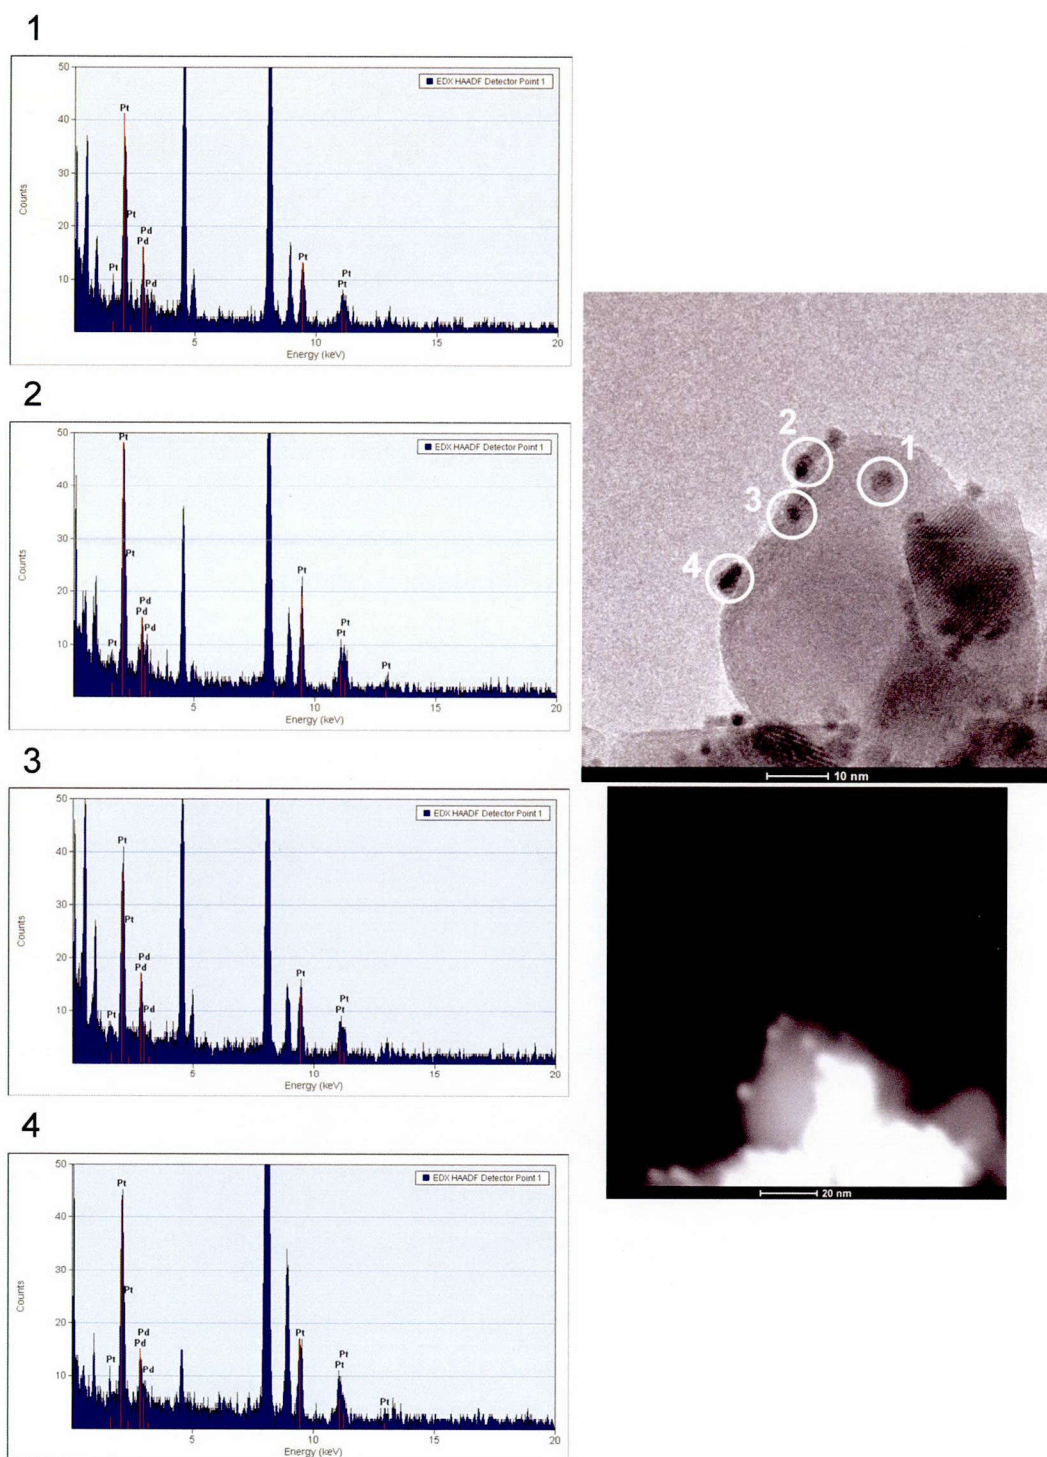 1
50
EDX HAADF Detector Point 1
Pt
40
30
Counts
Pt
20
Pd
Pd
Pt
Pd
Pt
Pt
Pt
10
5
10
15
20
Energy (keV)
2
50
EDX HAADF Detector Point 1
Pt
40
30
Counts
Pt
20
Pt
Pd
Pd
Pd
Pt
Pt
Pt
10
Pt
5
10
15
20
Energy (keV)
3
50
EDX HAADF Detector Point 1
Pt
40
30
Counts
Pt
20
Pd
Pd
Pt
Pd
Pt
Pt
Pt
10
5
10
15
20
Energy (keV)
4
50
EDX HAADF Detector Point 1
Pt
40
30
Counts
Pt
20
Pd
Pt
Pd
Pt
Pd
Pt
Pt
10
Pt
5
10
15
20
Energy (keV)
2
1
3
4
10 nm
20 nm